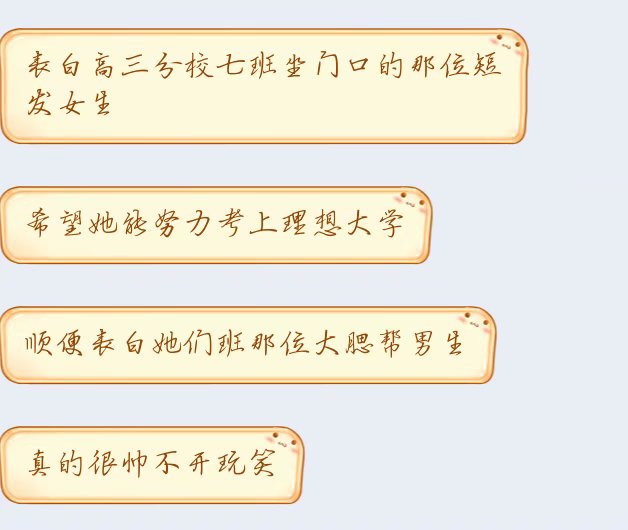 表白高三分校七班坐门口的那位短
发女生
希望她能努力考上理想大学
顺便表白她们班那位大腮帮男生
真的很帅不开玩笑